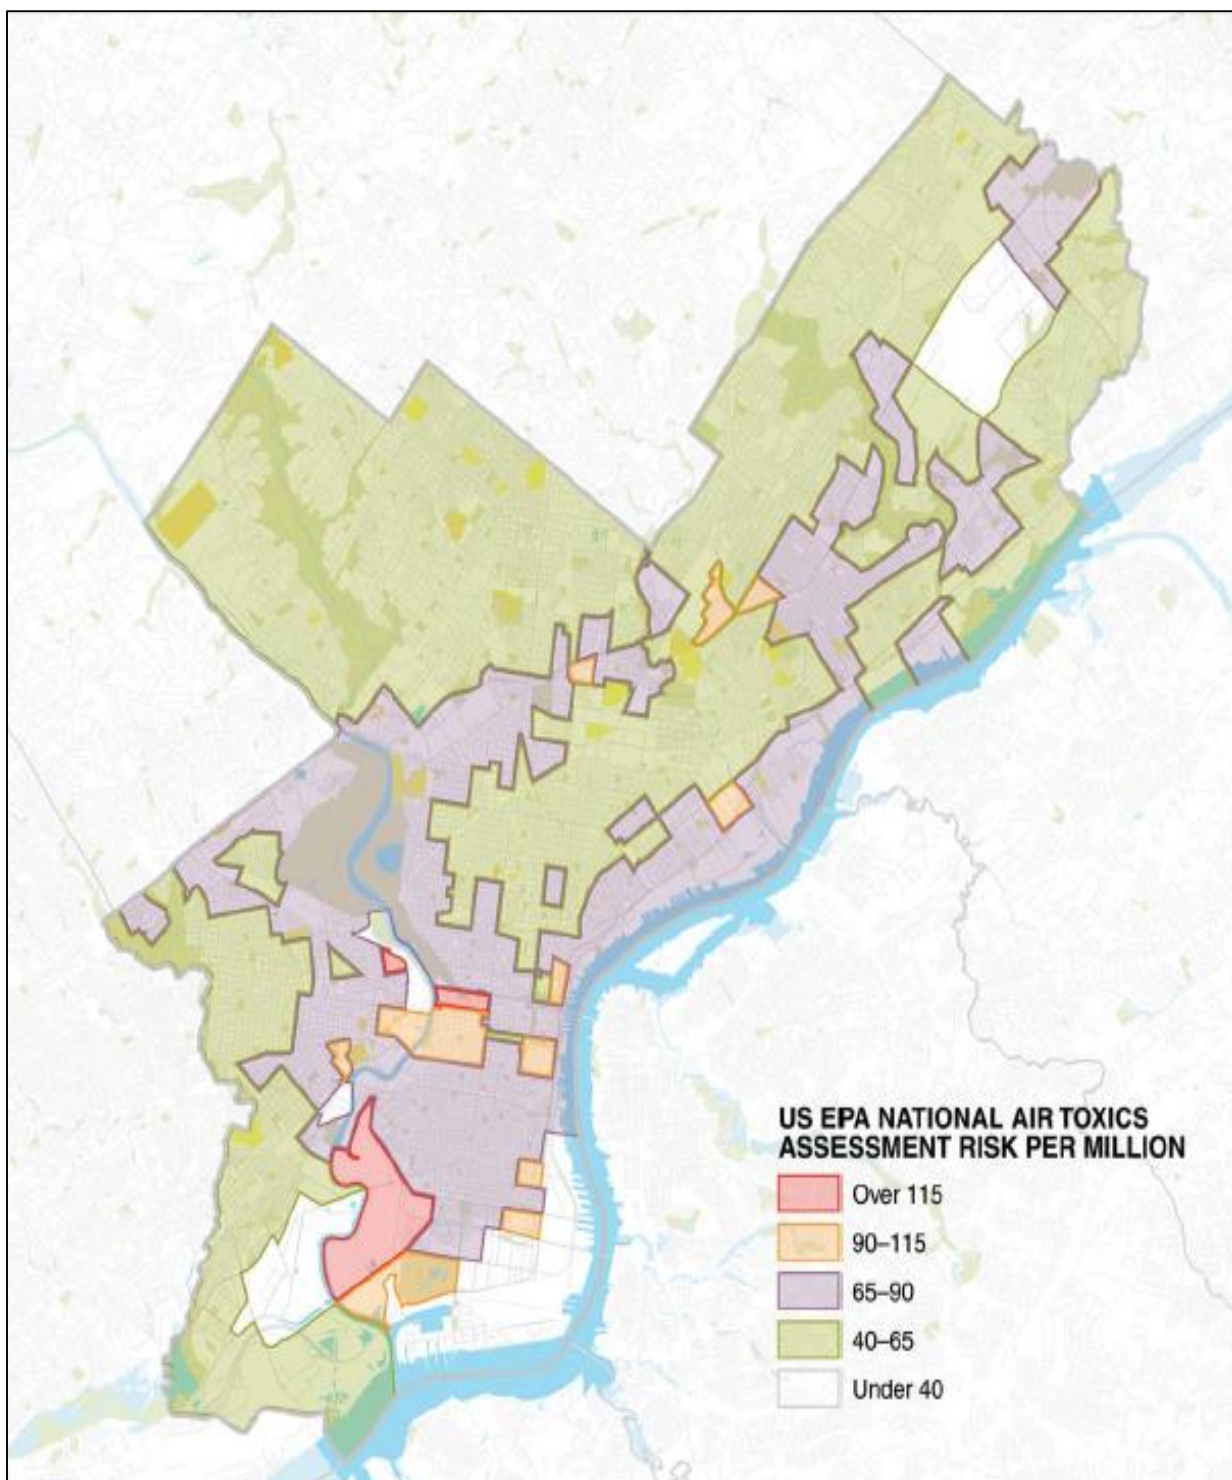 US EPA NATIONAL AIR TOXICS
ASSESSMENT RISK PER MILLION
Over 115
90–115
65–90
40–65
Under 40